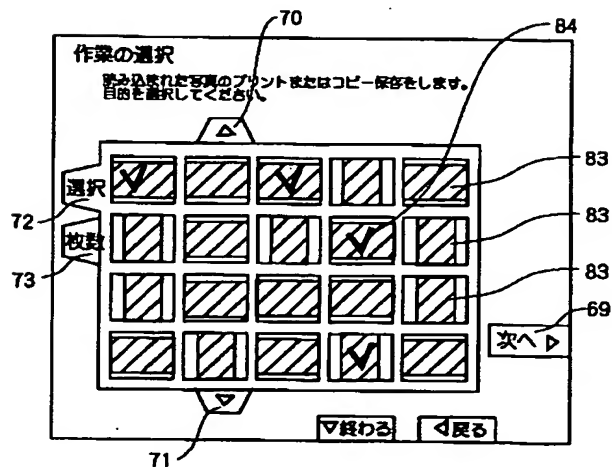 70
84
作業の選択
読み込まれた写真のプリントまたはコピー保存をします。
目的を選択してください。
△
選択
83
72
枚数
83
73
83
69
次へ ▷
▽
▽終わる
◁戻る
71